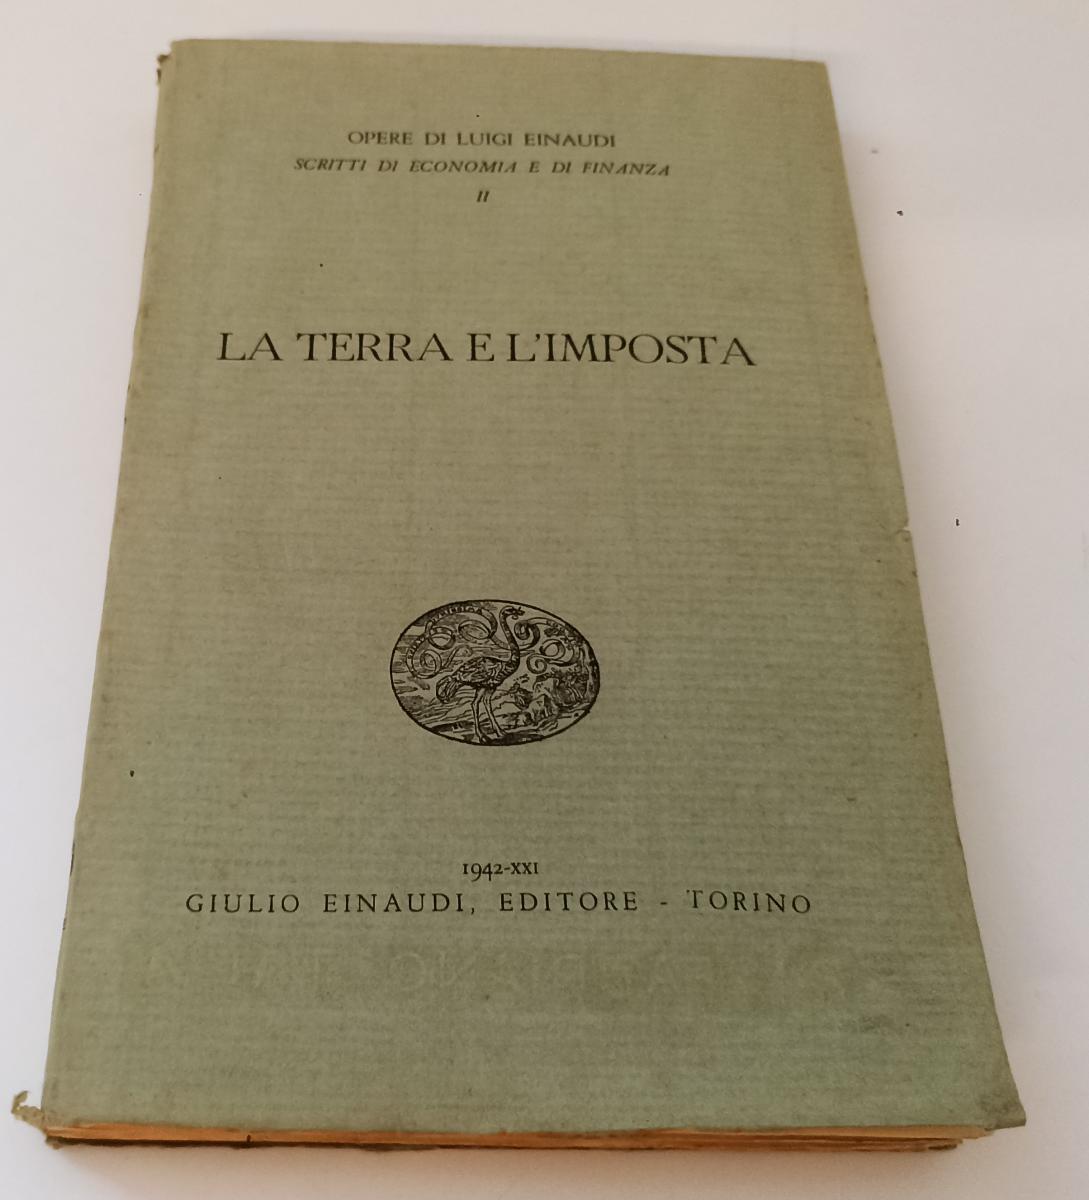 OPERE DI LUIGI EINAUDI
SCRITTI DI ECONOMIA E DI FINANZA
II
LA TERRA E L'IMPOSTA
1942-XXI
GIULIO EINAUDI, EDITORE - TORINO